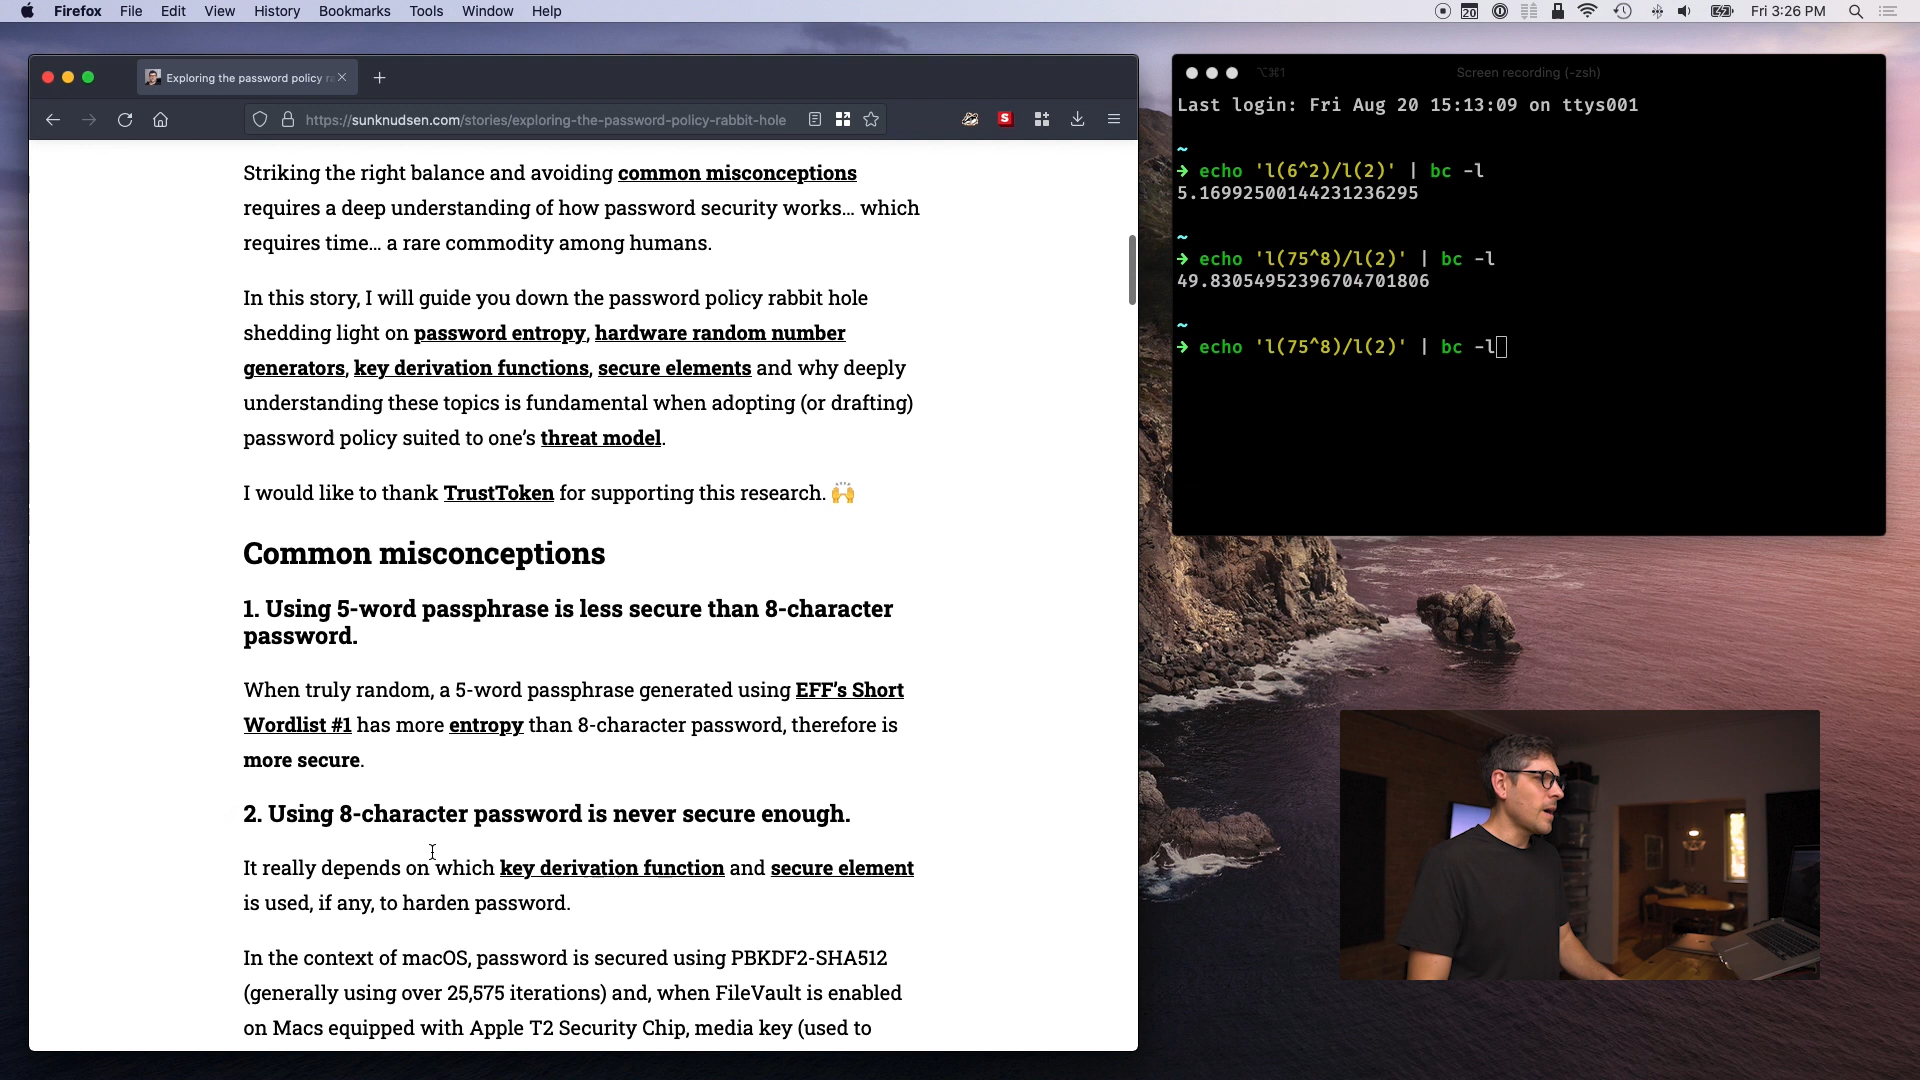 Firefox File Edit View History Bookmarks Tools Window Help
20
Fri 3:26 PM
Exploring the password policy ra
https://sunknudsen.com/stories/exploring-the-password-policy-rabbit-hole
S
Striking the right balance and avoiding common misconceptions
requires a deep understanding of how password security works… which
requires time… a rare commodity among humans.
In this story, I will guide you down the password policy rabbit hole
shedding light on password entropy, hardware random number
generators, key derivation functions, secure elements and why deeply
understanding these topics is fundamental when adopting (or drafting)
password policy suited to one’s threat model.
I would like to thank TrustToken for supporting this research. 🙌
Common misconceptions
1. Using 5-word passphrase is less secure than 8-character
password.
When truly random, a 5-word passphrase generated using EFF’s Short
Wordlist #1 has more entropy than 8-character password, therefore is
more secure.
2. Using 8-character password is never secure enough.
It really depends on which key derivation function and secure element
is used, if any, to harden password.
In the context of macOS, password is secured using PBKDF2-SHA512
(generally using over 25,575 iterations) and, when FileVault is enabled
on Macs equipped with Apple T2 Security Chip, media key (used to
⌥⌘1
Screen recording (-zsh)
Last login: Fri Aug 20 15:13:09 on ttys001
~
➜ echo 'l(6^2)/l(2)' | bc -l
5.16992500144231236295
~
➜ echo 'l(75^8)/l(2)' | bc -l
49.83054952396704701806
~
➜ echo 'l(75^8)/l(2)' | bc -l